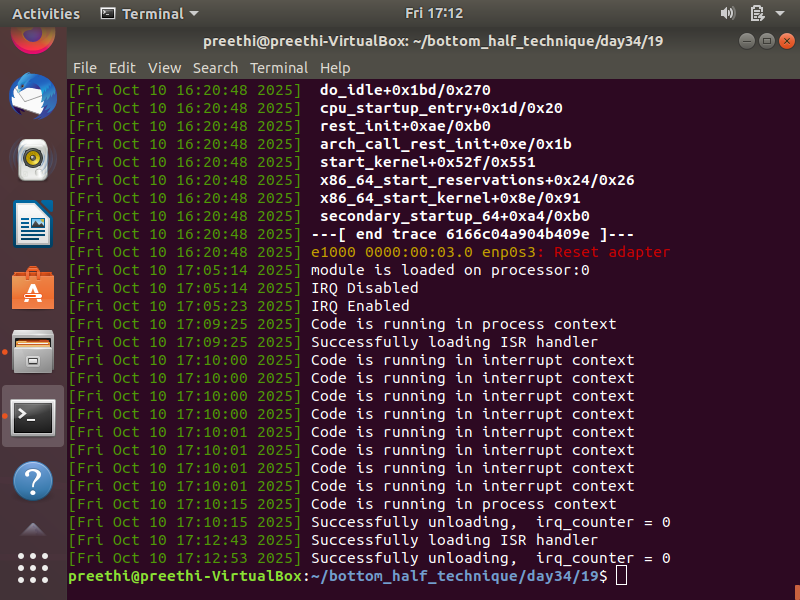 Activities Terminal Fri 17:12
preethi@preethi-VirtualBox: ~/bottom_half_technique/day34/19
File Edit View Search Terminal Help
[Fri Oct 10 16:20:48 2025]  do_idle+0x1bd/0x270
[Fri Oct 10 16:20:48 2025]  cpu_startup_entry+0x1d/0x20
[Fri Oct 10 16:20:48 2025]  rest_init+0xae/0xb0
[Fri Oct 10 16:20:48 2025]  arch_call_rest_init+0xe/0x1b
[Fri Oct 10 16:20:48 2025]  start_kernel+0x52f/0x551
[Fri Oct 10 16:20:48 2025]  x86_64_start_reservations+0x24/0x26
[Fri Oct 10 16:20:48 2025]  x86_64_start_kernel+0x8e/0x91
[Fri Oct 10 16:20:48 2025]  secondary_startup_64+0xa4/0xb0
[Fri Oct 10 16:20:48 2025] ---[ end trace 6166c04a904b409e ]---
[Fri Oct 10 16:20:48 2025] e1000 0000:00:03.0 enp0s3: Reset adapter
[Fri Oct 10 17:05:14 2025] module is loaded on processor:0
[Fri Oct 10 17:05:14 2025] IRQ Disabled
[Fri Oct 10 17:05:23 2025] IRQ Enabled
[Fri Oct 10 17:09:25 2025] Code is running in process context
[Fri Oct 10 17:09:25 2025] Successfully loading ISR handler
[Fri Oct 10 17:10:00 2025] Code is running in interrupt context
[Fri Oct 10 17:10:00 2025] Code is running in interrupt context
[Fri Oct 10 17:10:00 2025] Code is running in interrupt context
[Fri Oct 10 17:10:00 2025] Code is running in interrupt context
[Fri Oct 10 17:10:01 2025] Code is running in interrupt context
[Fri Oct 10 17:10:01 2025] Code is running in interrupt context
[Fri Oct 10 17:10:01 2025] Code is running in interrupt context
[Fri Oct 10 17:10:01 2025] Code is running in interrupt context
[Fri Oct 10 17:10:15 2025] Code is running in process context
[Fri Oct 10 17:10:15 2025] Successfully unloading,  irq_counter = 0
[Fri Oct 10 17:12:43 2025] Successfully loading ISR handler
[Fri Oct 10 17:12:53 2025] Successfully unloading,  irq_counter = 0
preethi@preethi-VirtualBox:~/bottom_half_technique/day34/19$